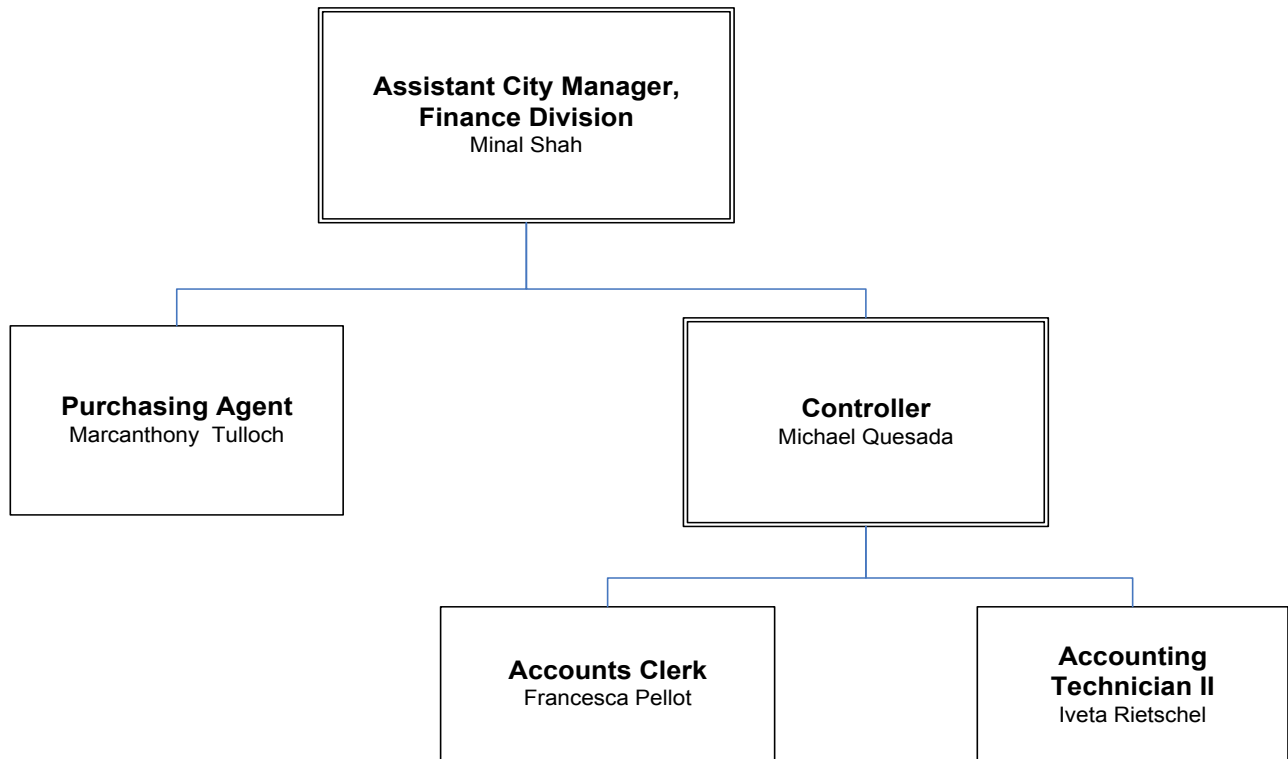 Assistant City Manager,
Finance Division
Minal Shah
Purchasing Agent
Marcanthony  Tulloch
Controller
Michael Quesada
Accounts Clerk
Francesca Pellot
Accounting
Technician II
Iveta Rietschel